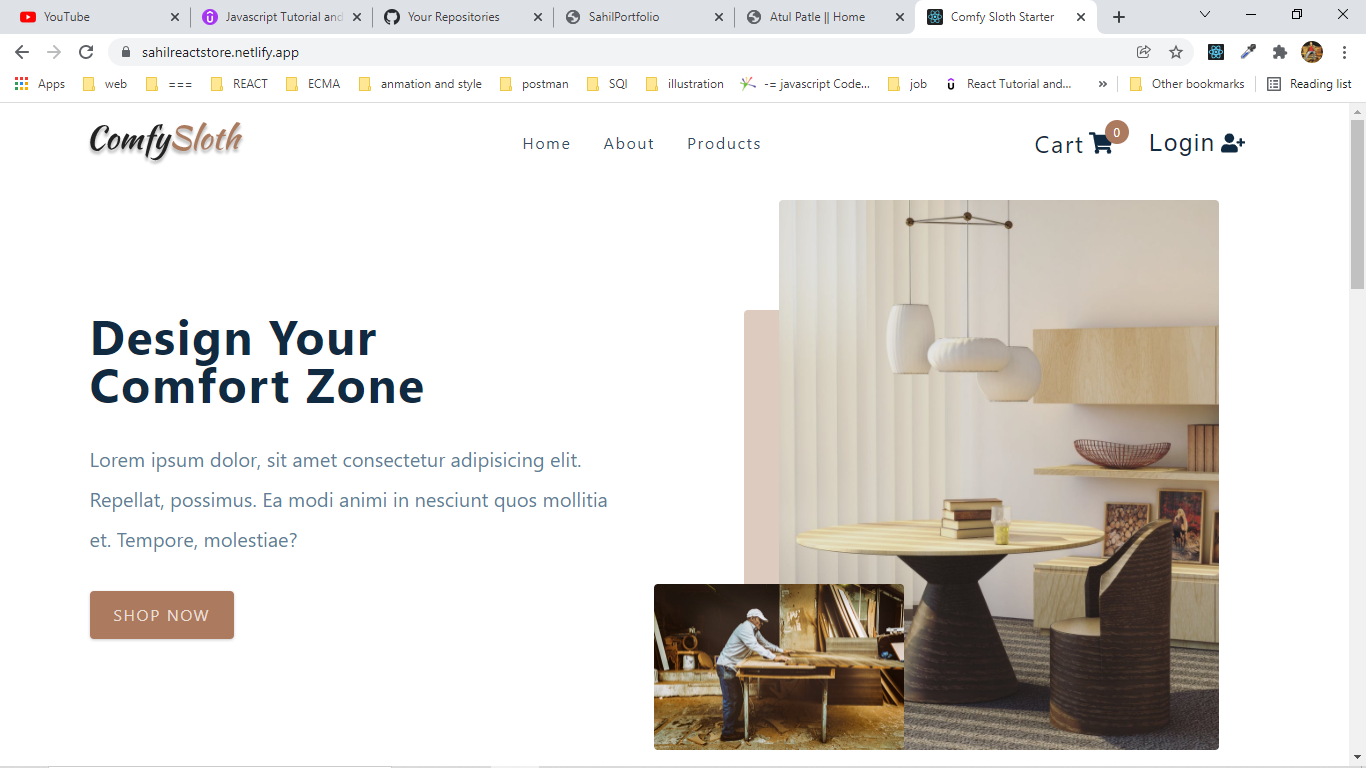 YouTube
Javascript Tutorial and
Your Repositories
SahilPortfolio
Atul Patle || Home
Comfy Sloth Starter
sahilreactstore.netlify.app
Apps
web
===
REACT
ECMA
anmation and style
postman
SQl
illustration
-= javascript Code...
job
React Tutorial and...
»
Other bookmarks
Reading list
ComfySloth
Home
About
Products
Cart
0
Login
Design Your
Comfort Zone
Lorem ipsum dolor, sit amet consectetur adipisicing elit.
Repellat, possimus. Ea modi animi in nesciunt quos mollitia
et. Tempore, molestiae?
SHOP NOW